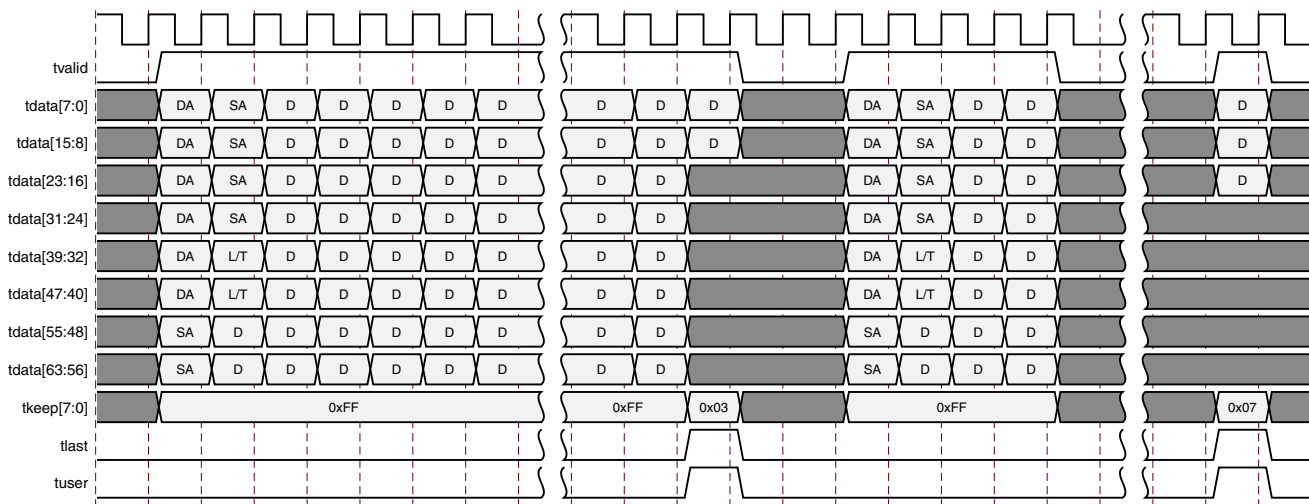 tvalid
tdata[7:0] DA SA D D D D D D D D DA SA D D D
tdata[15:8] DA SA D D D D D D D D DA SA D D D
tdata[23:16] DA SA D D D D D D D DA SA D D D
tdata[31:24] DA SA D D D D D D D DA SA D D
tdata[39:32] DA L/T D D D D D D D DA L/T D D
tdata[47:40] DA L/T D D D D D D D DA L/T D D
tdata[55:48] SA D D D D D D D D SA D D D
tdata[63:56] SA D D D D D D D D SA D D D
tkeep[7:0] 0xFF 0xFF 0x03 0xFF 0x07
tlast
tuser